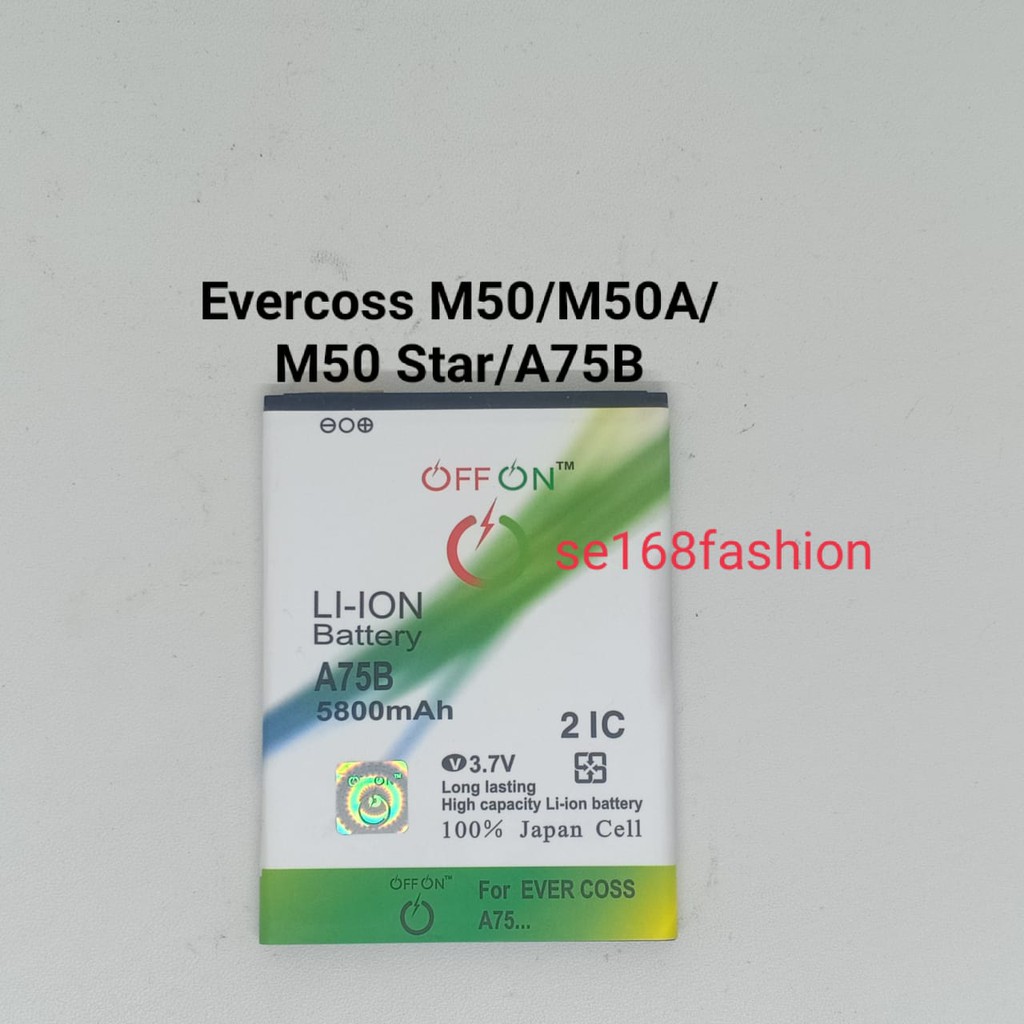 Evercoss M50/M50A/
M50 Star/A75B
OFF ON™
se168fashion
LI-ION
Battery
A75B
5800mAh
2 IC
V 3.7V
Long lasting
High capacity Li-ion battery
100% Japan Cell
OFF ON™
For EVER COSS
A75...